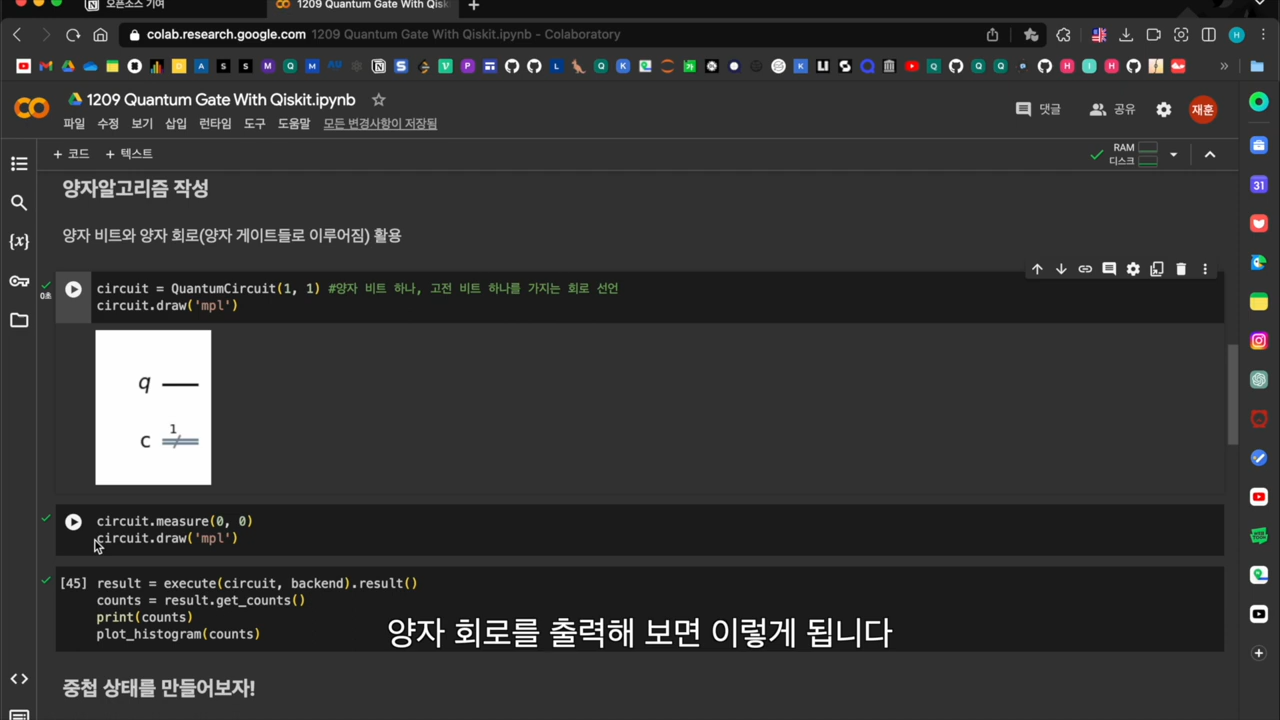 오픈소스 기여
1209 Quantum Gate With Qisk
colab.research.google.com 1209 Quantum Gate With Qiskit.ipynb - Colaboratory
1209 Quantum Gate With Qiskit.ipynb
파일 수정 보기 삽입 런타임 도구 도움말 모든 변경사항이 저장됨
댓글 공유 재훈
+ 코드 + 텍스트
RAM
디스크
양자알고리즘 작성
양자 비트와 양자 회로(양자 게이트들로 이루어짐) 활용
circuit = QuantumCircuit(1, 1) #양자 비트 하나, 고전 비트 하나를 가지는 회로 선언
0초
circuit.draw('mpl')
q
1
c
circuit.measure(0, 0)
circuit.draw('mpl')
[45] result = execute(circuit, backend).result()
counts = result.get_counts()
print(counts)
plot_histogram(counts)
양자 회로를 출력해 보면 이렇게 됩니다
중첩 상태를 만들어보자!